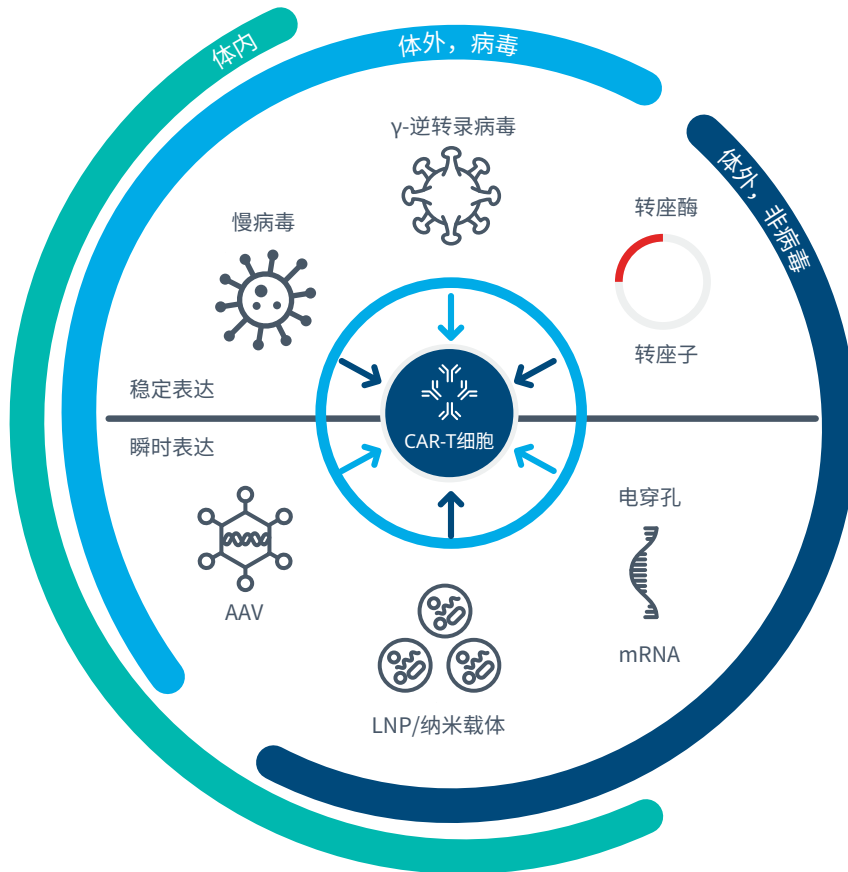 体内
体外，病毒
体外，非病毒
γ-逆转录病毒
慢病毒
转座酶
转座子
稳定表达
CAR-T细胞
瞬时表达
电穿孔
AAV
mRNA
LNP/纳米载体